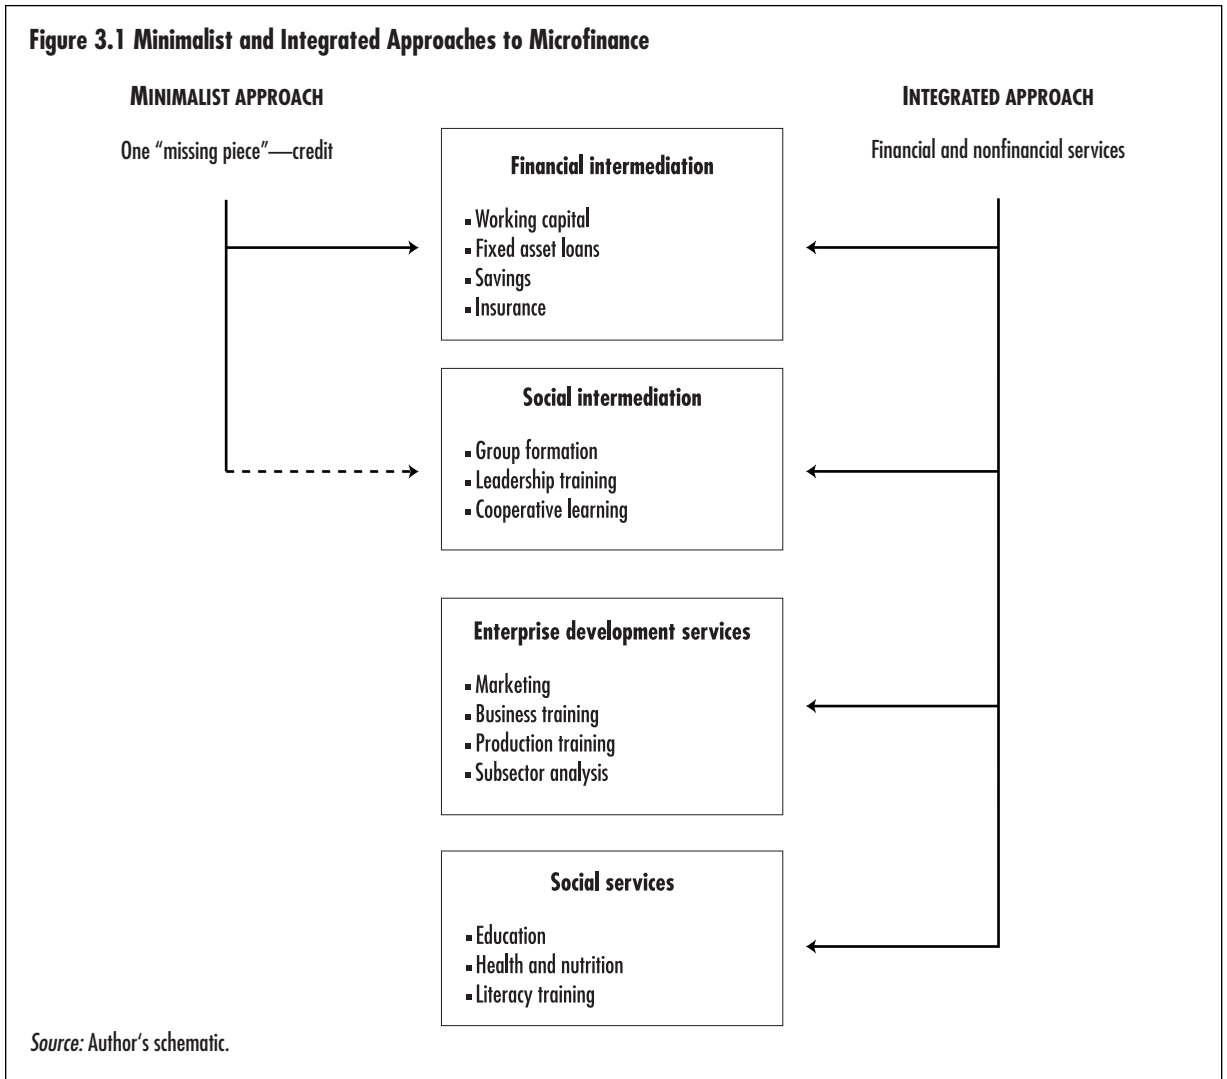 Figure 3.1 Minimalist and Integrated Approaches to Microfinance
MINIMALIST APPROACH
One “missing piece”—credit
INTEGRATED APPROACH
Financial and nonfinancial services
Financial intermediation
▪ Working capital
▪ Fixed asset loans
▪ Savings
▪ Insurance
Social intermediation
▪ Group formation
▪ Leadership training
▪ Cooperative learning
Enterprise development services
▪ Marketing
▪ Business training
▪ Production training
▪ Subsector analysis
Social services
▪ Education
▪ Health and nutrition
▪ Literacy training
Source: Author‘s schematic.